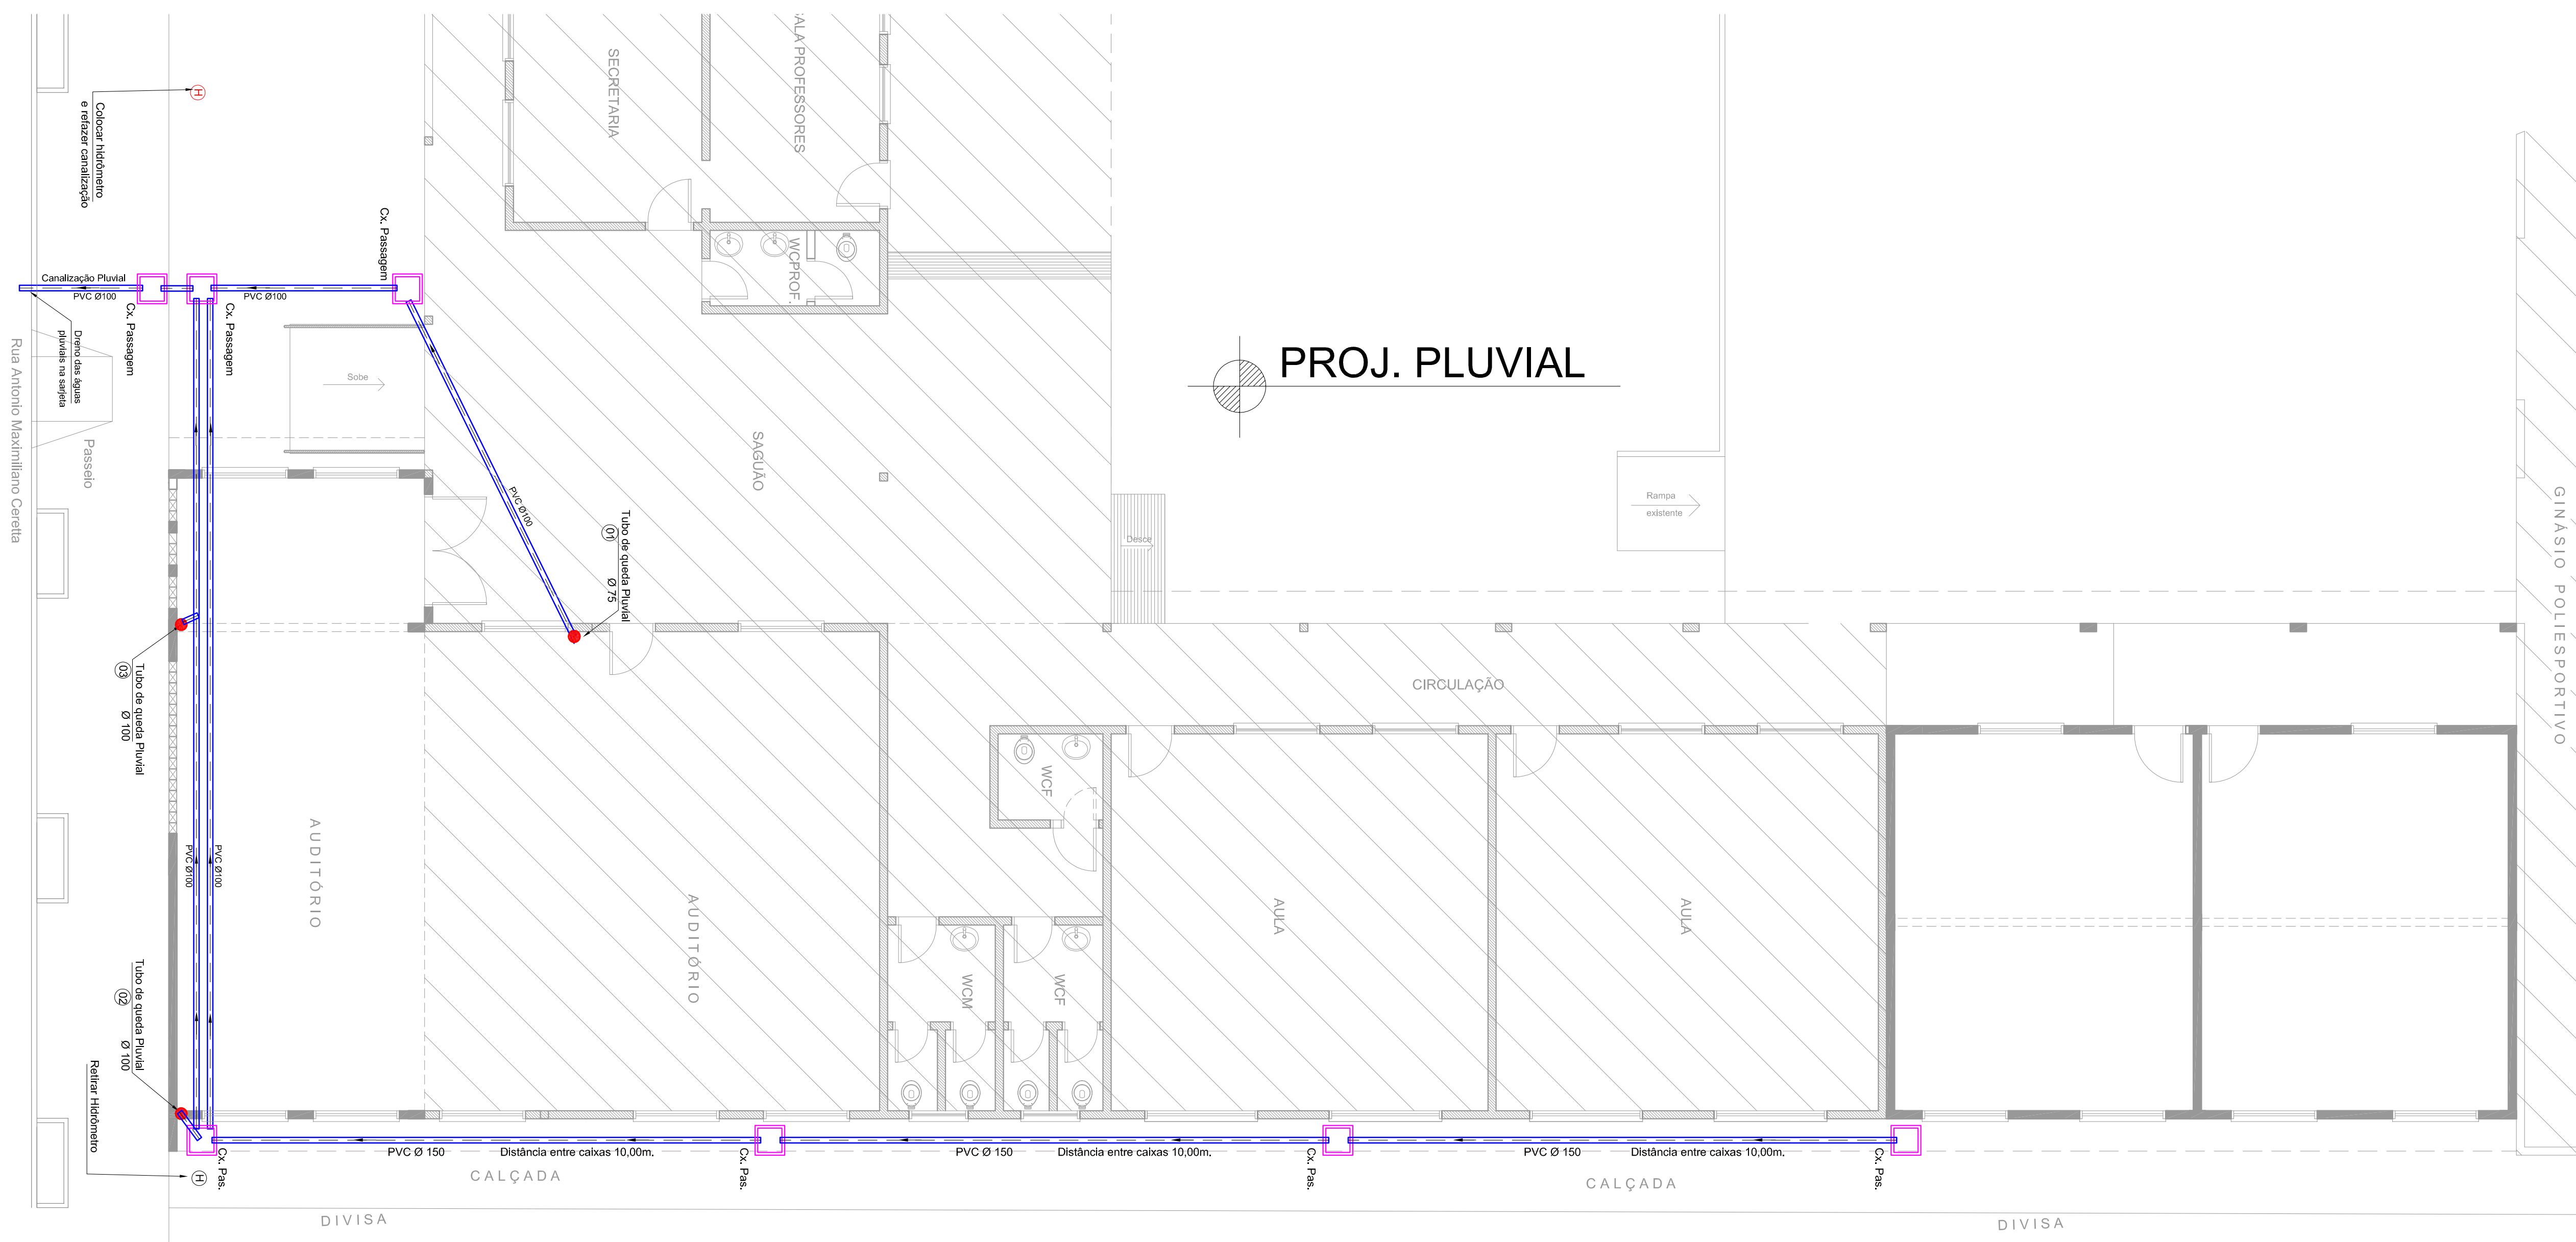 SECRETARIA
ALA PROFESSORES
H
Colocar hidrômetro
e refazer canalização
Cx. Passagem
WCPROF.
Canalização Pluvial
PVC Ø100
PVC Ø100
Cx. Passagem
Cx. Passagem
Dreno das águas
pluviais na sarjeta
Rua Antonio Maximiliano Ceretta
Passeio
Sobe
PROJ. PLUVIAL
SAGUÃO
PVC Ø100
Tubo de queda Pluvial
01
Ø 75
Desce
Rampa
existente
GINÁSIO POLIESPORTIVO
Tubo de queda Pluvial
03
Ø 100
CIRCULAÇÃO
WCF
PVC Ø100
PVC Ø100
AUDITÓRIO
AUDITÓRIO
AULA
AULA
WCM
WCF
Tubo de queda Pluvial
02
Ø 100
Retirar Hidrômetro
H
Cx. Pas.
PVC Ø 150
Distância entre caixas 10,00m.
Cx. Pas.
PVC Ø 150
Distância entre caixas 10,00m.
Cx. Pas.
PVC Ø 150
Distância entre caixas 10,00m.
Cx. Pas.
CALÇADA
CALÇADA
DIVISA
DIVISA